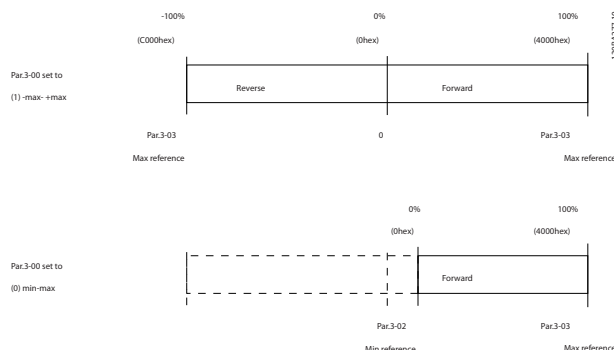 -100% 0% 100%
(C000hex) (0hex) (4000hex)
Par.3-00 set to
(1) -max- +max
Reverse Forward
Par.3-03 0 Par.3-03
Max reference Max reference
0% 100%
(0hex) (4000hex)
Par.3-00 set to
(0) min-max
Forward
Par.3-02 Par.3-03
Min reference Max reference